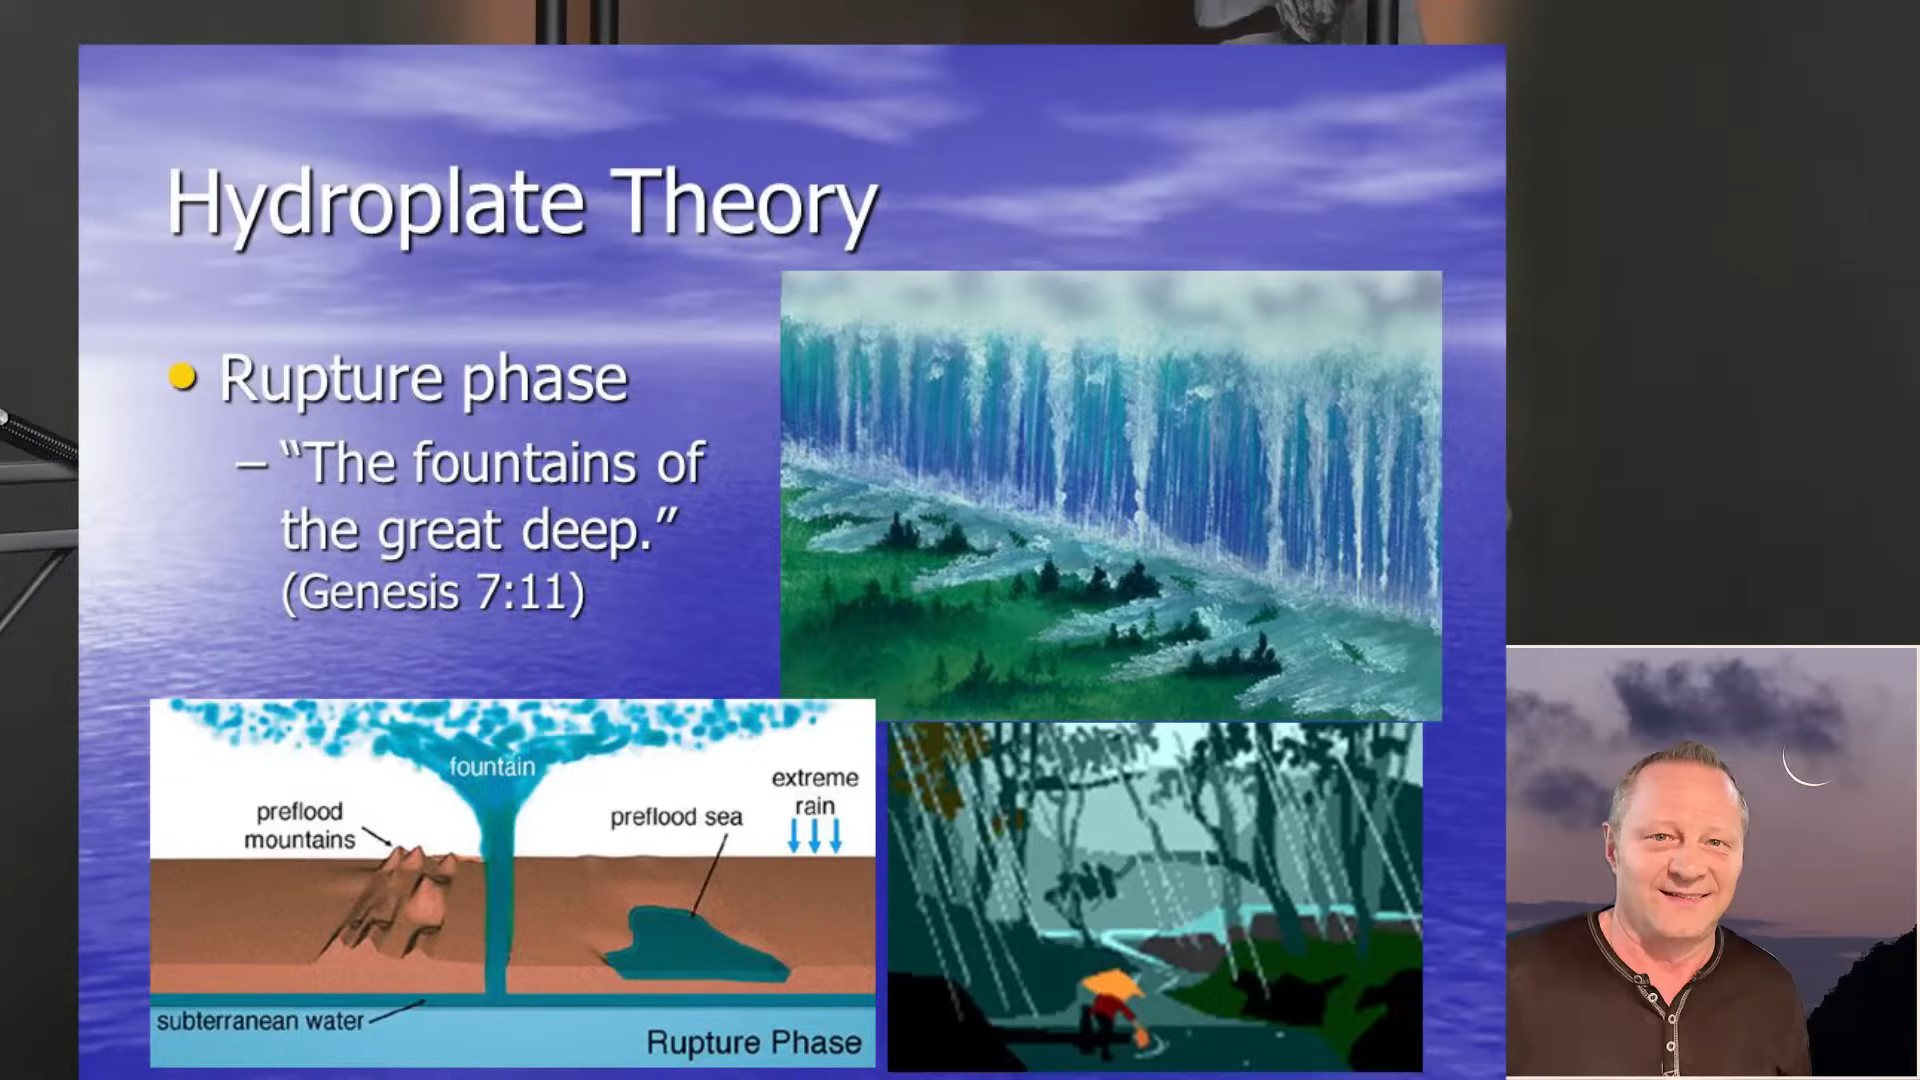 Hydroplate Theory
Rupture phase
– “The fountains of
the great deep.”
(Genesis 7:11)
fountain
preflood
mountains
preflood sea
extreme
rain
subterranean water
Rupture Phase